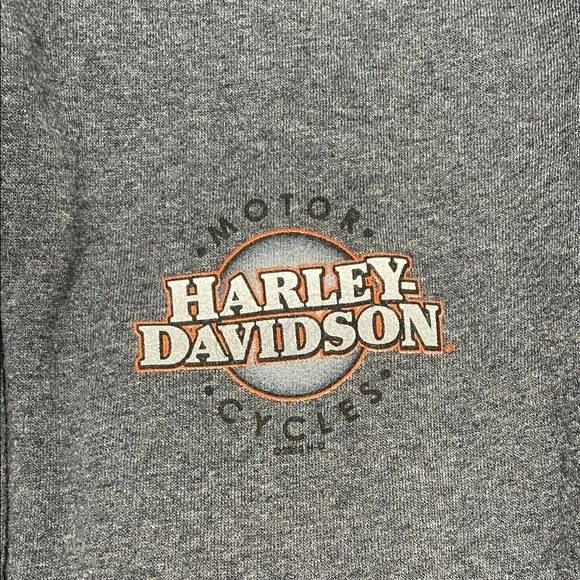 • MOTOR •
HARLEY-
DAVIDSON
• CYCLES •
H-D